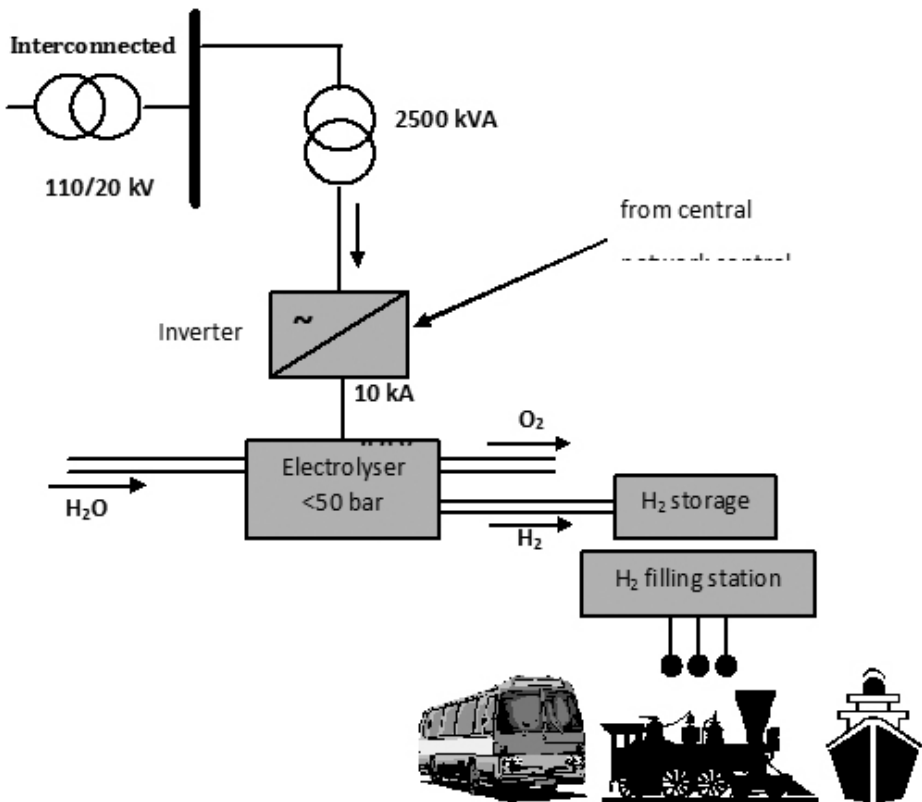 Interconnected
110/20 kV
2500 kVA
from central
Inverter
~
10 kA
O₂
Electrolyser
<50 bar
H₂O
H₂
H₂ storage
H₂ filling station